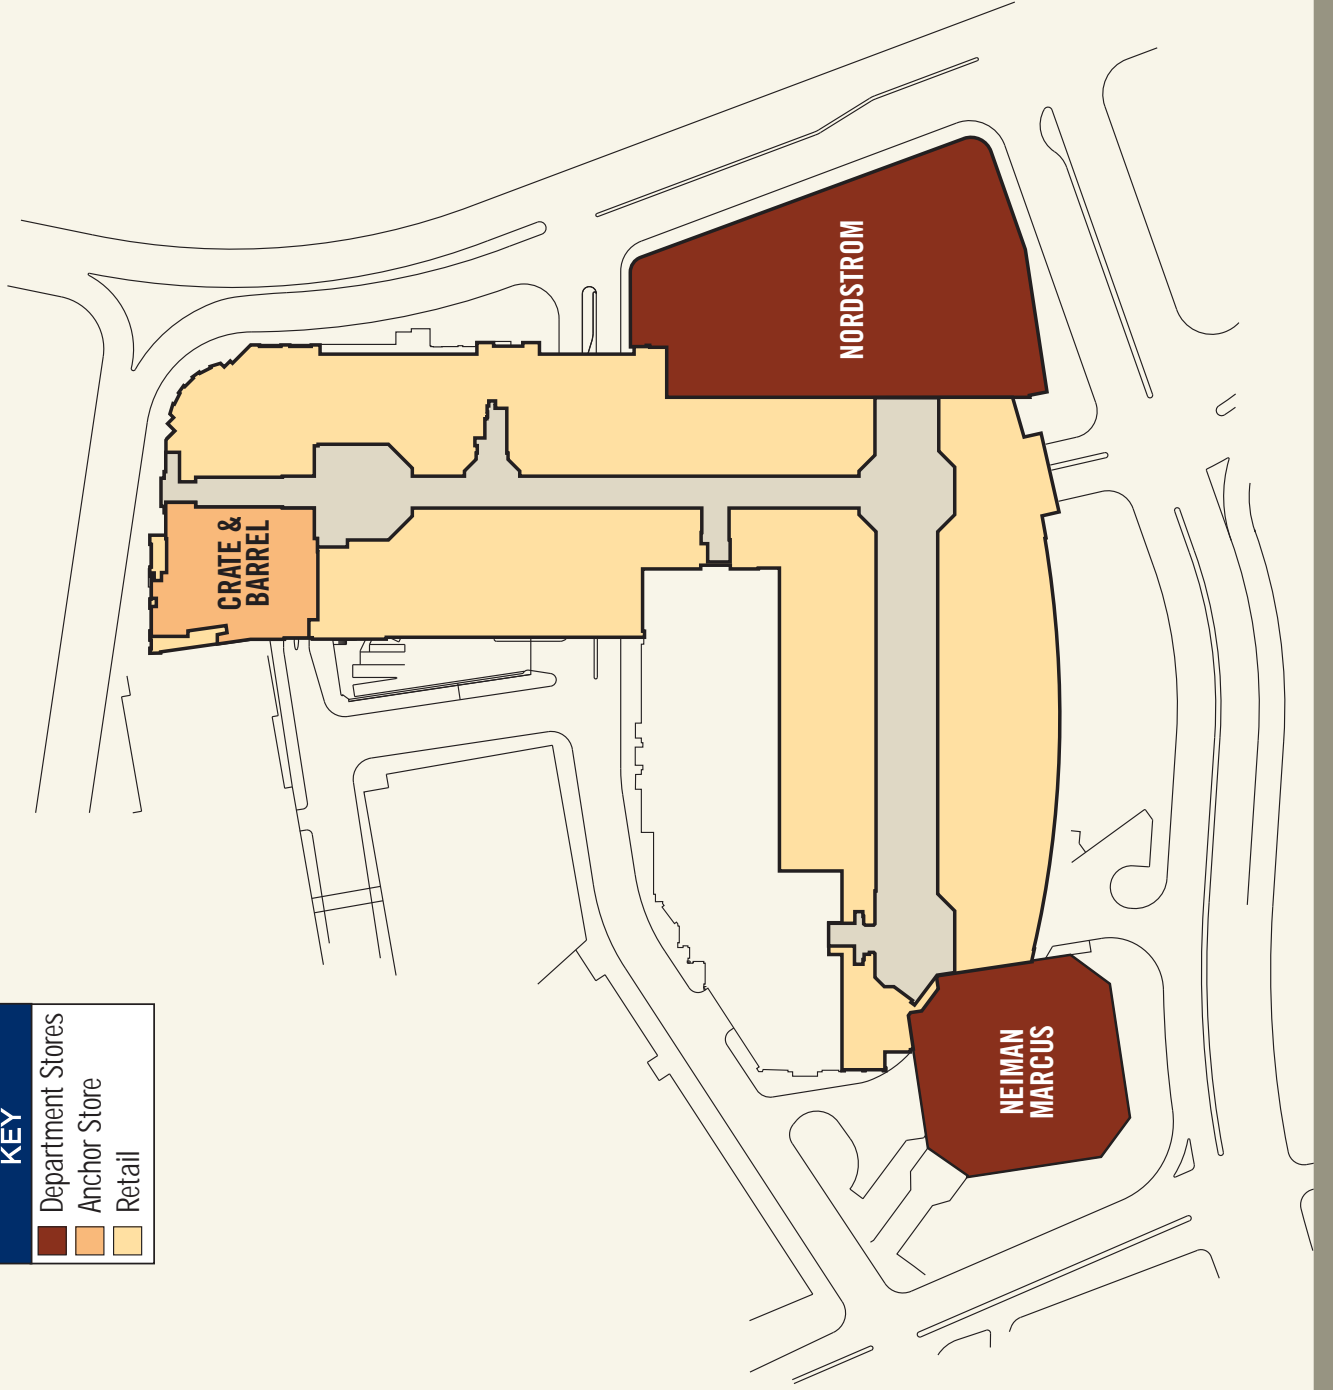 NORDSTROM
CRATE &
BARREL
NEIMAN
MARCUS
KEY
Department Stores
Anchor Store
Retail